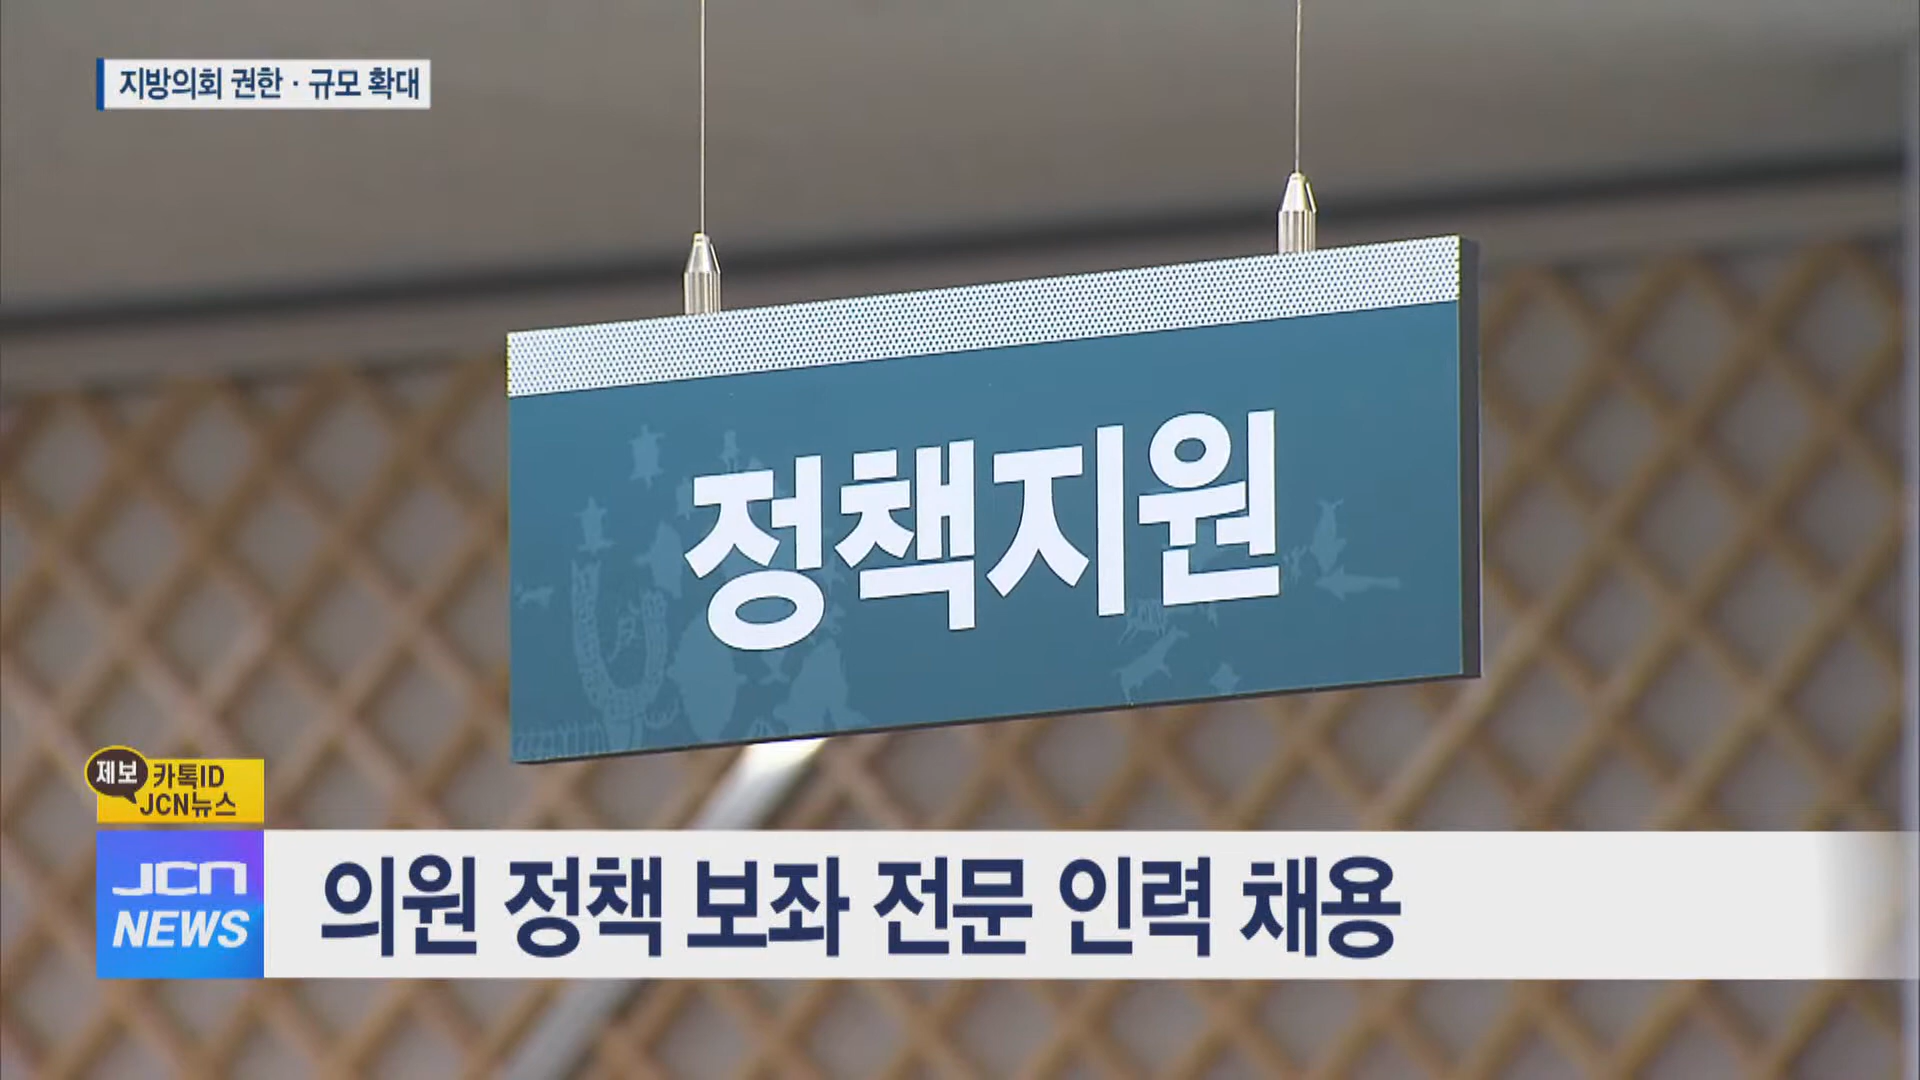 지방의회 권한·규모 확대
정책지원
제보 카톡ID
JCN뉴스
JCN
NEWS
의원 정책 보좌 전문 인력 채용